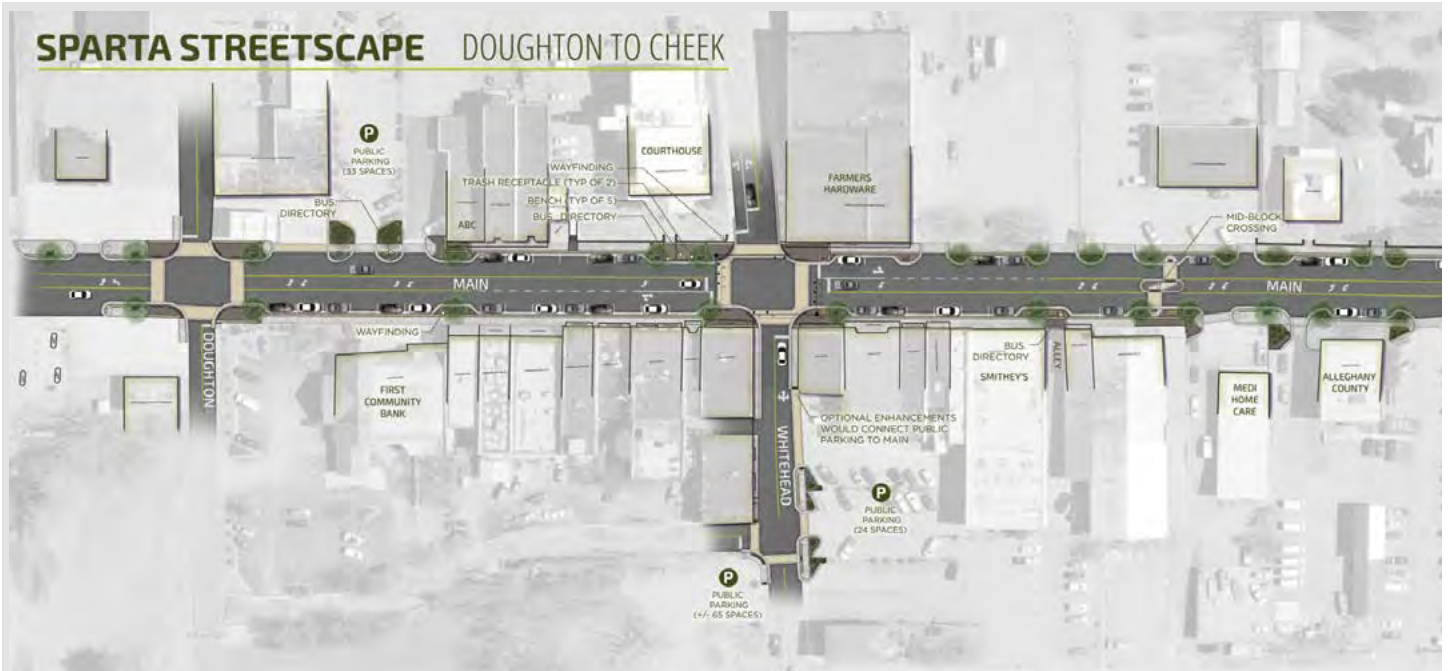 SPARTA STREETSCAPE DOUGHTON TO CHEEK
P
PUBLIC
PARKING
(33 SPACES)
COURTHOUSE
WAYFINDING
TRASH RECEPTACLE (TYP OF 2)
BENCH (TYP OF 5)
BUS. DIRECTORY
FARMERS
HARDWARE
BUS.
DIRECTORY
ABC
MID-BLOCK
CROSSING
MAIN
MAIN
WAYFINDING
DOUGHTON
FIRST
COMMUNITY
BANK
BUS.
DIRECTORY
ALLEY
SMITHEY'S
MEDI
HOME
CARE
ALLEGHANY
COUNTY
OPTIONAL ENHANCEMENTS
WOULD CONNECT PUBLIC
PARKING TO MAIN
WHITEHEAD
P
PUBLIC
PARKING
(24 SPACES)
P
PUBLIC
PARKING
(+/- 65 SPACES)